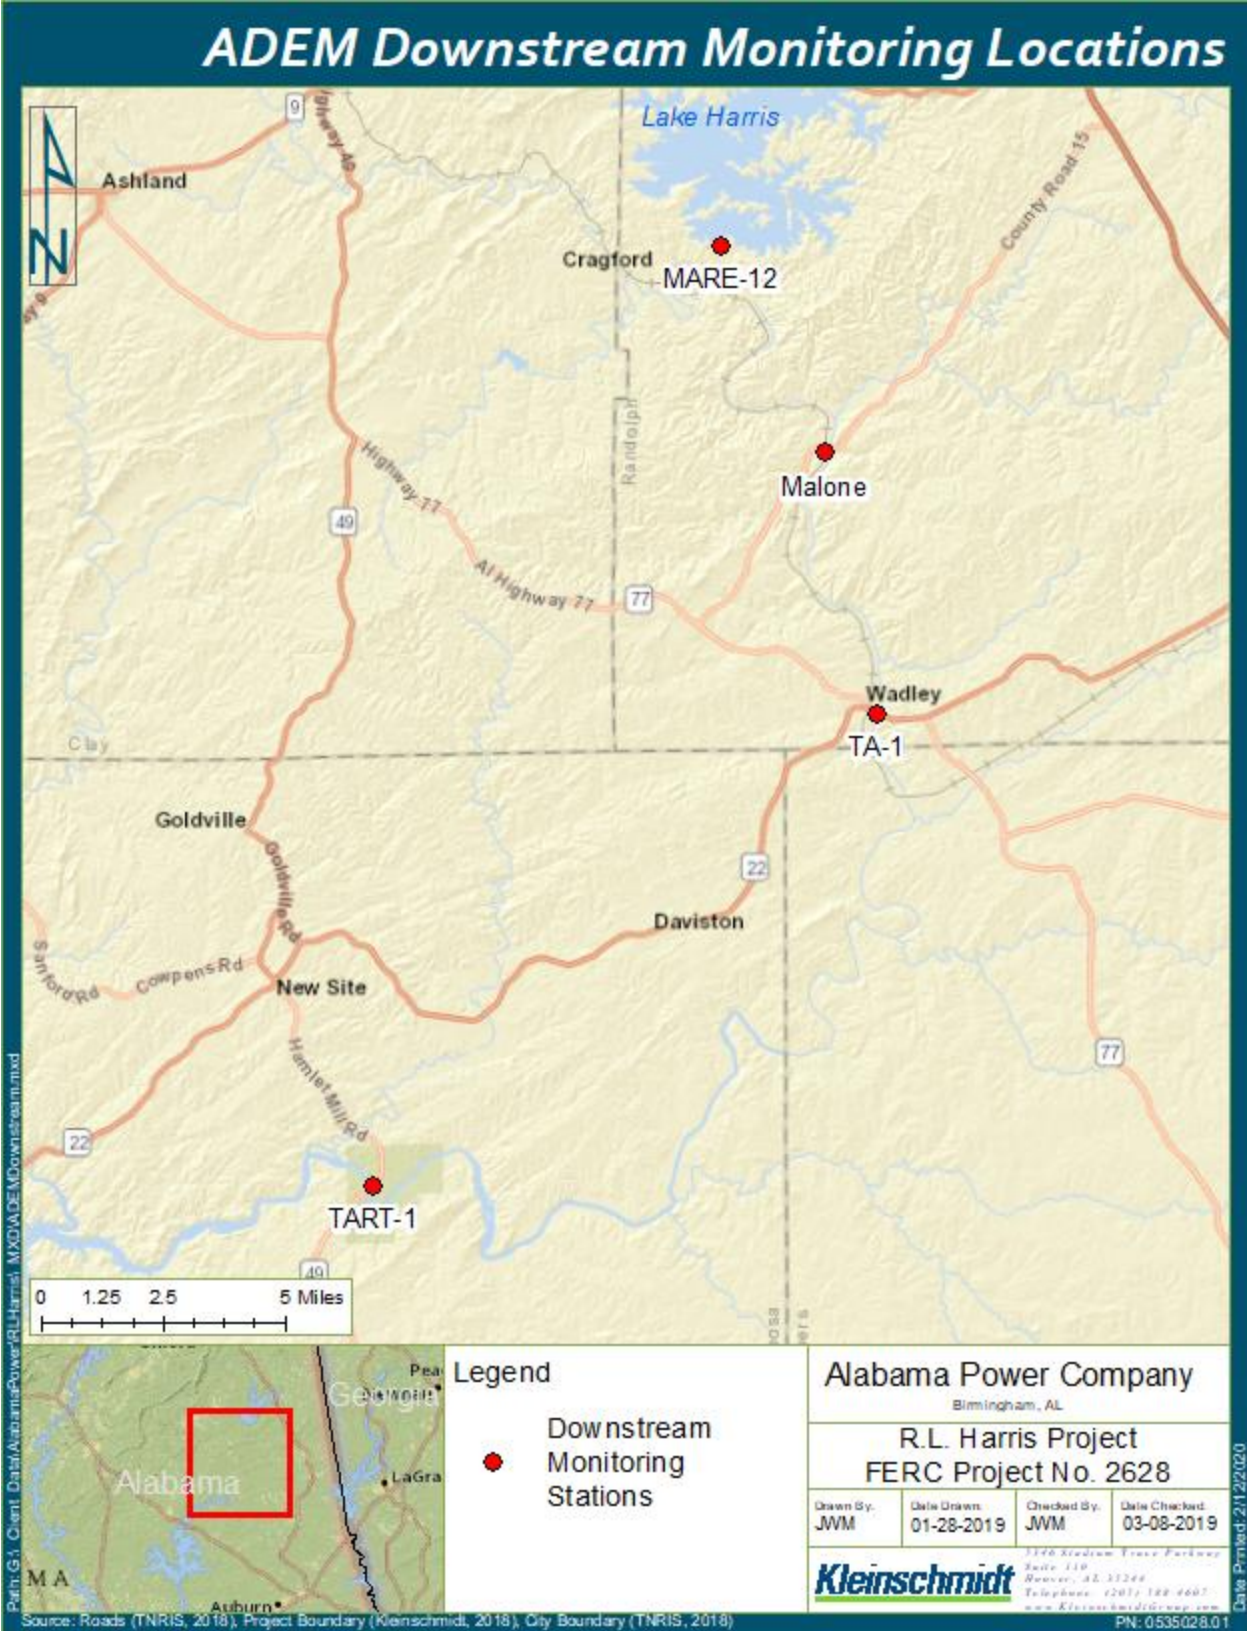 ADEM Downstream Monitoring Locations
Lake Harris
9
Highway 49
Ashland
County Road 15
Cragford
MARE-12
N
Randolph
Malone
Highway 77
49
Al Highway 77
77
Wadley
TA-1
Clay
Goldville
Goldville Rd
22
Daviston
Sanford Rd
Cowpens Rd
New Site
Hamlet Mill Rd
77
22
TART-1
49
0 1.25 2.5 5 Miles
Legend
Downstream
Monitoring
Stations
Georgia
Alabama
LaGra
M A
Auburn
Alabama Power Company
Birmingham, AL
R.L. Harris Project
FERC Project No. 2628
Drawn By: Date Drawn: Checked By: Date Checked:
JWM 01-28-2019 JWM 03-08-2019
Kleinschmidt
Source: Roads (TNRIS, 2018), Project Boundary (Kleinschmidt, 2018), City Boundary (TNRIS, 2018)
PN: 0535028.01
Date Printed: 2/12/2020